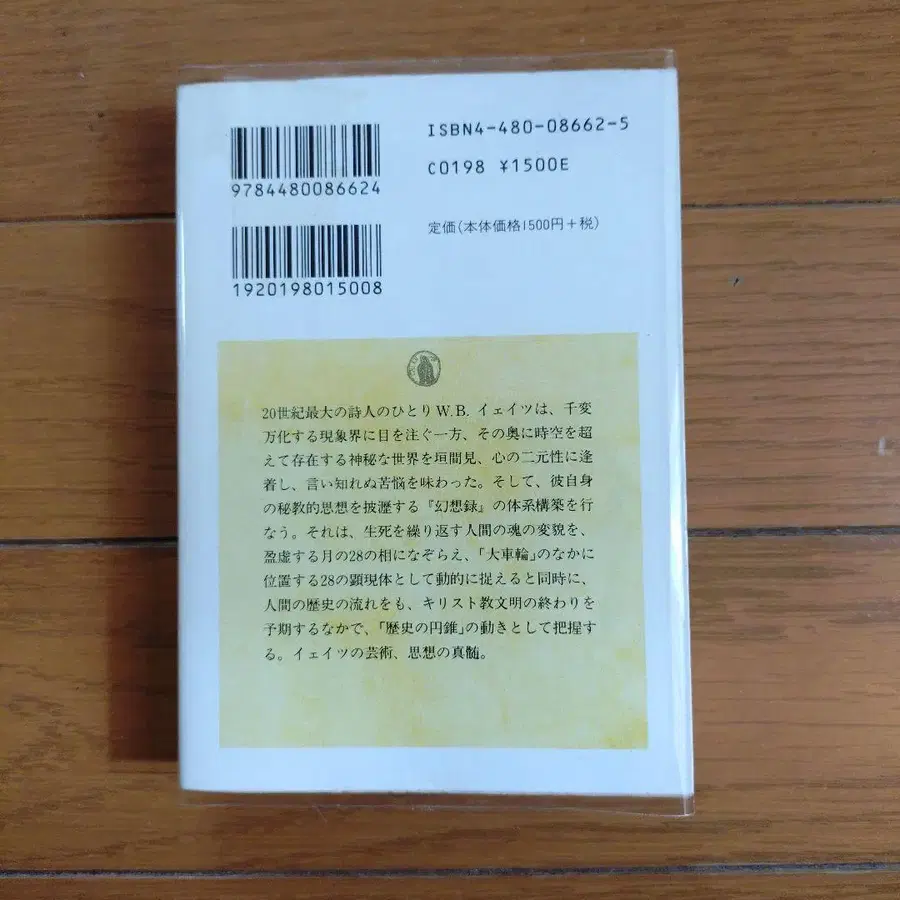 ISBN4-480-08662-5
C0198 ¥1500E
9784480086624
定価(本体価格1500円+税)
1920198015008
20世紀最大の詩人のひとりW.B. イェイツは、千変
万化する現象界に目を注ぐ一方、その奥に時空を超
えて存在する神秘な世界を垣間見、心の二元性に逢
着し、言い知れぬ苦悩を味わった。そして、彼自身
の秘教的思想を披瀝する『幻想録』の体系構築を行
なう。それは、生死を繰り返す人間の魂の変貌を、
盈虚する月の28の相になぞらえ、「大車輪」のなかに
位置する28の顕現体として動的に捉えると同時に、
人間の歴史の流れをも、キリスト教文明の終わりを
予期するなかで、「歴史の円錐」の動きとして把握す
る。イェイツの芸術、思想の真髄。